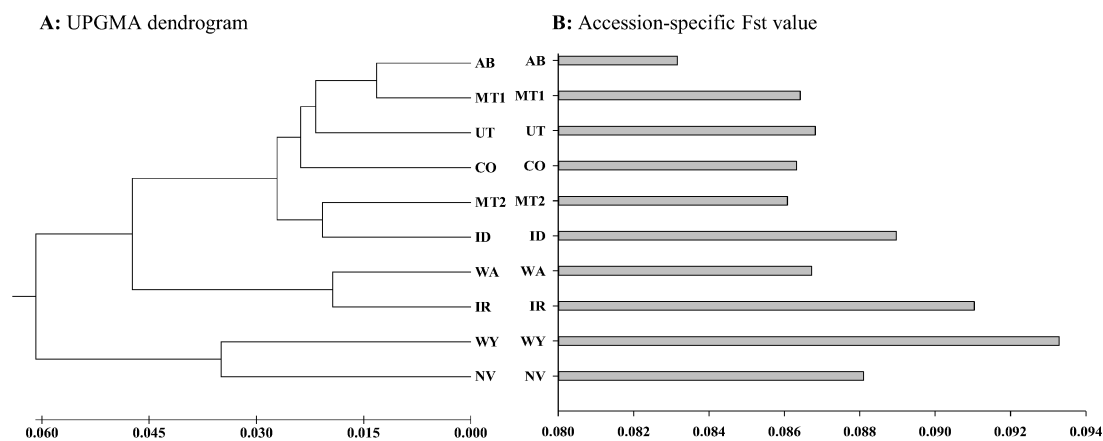 A: UPGMA dendrogram
AB
MT1
UT
CO
MT2
ID
WA
IR
WY
NV
0.060 0.045 0.030 0.015 0.000
B: Accession-specific Fst value
AB
MT1
UT
CO
MT2
ID
WA
IR
WY
NV
0.080 0.082 0.084 0.086 0.088 0.090 0.092 0.094